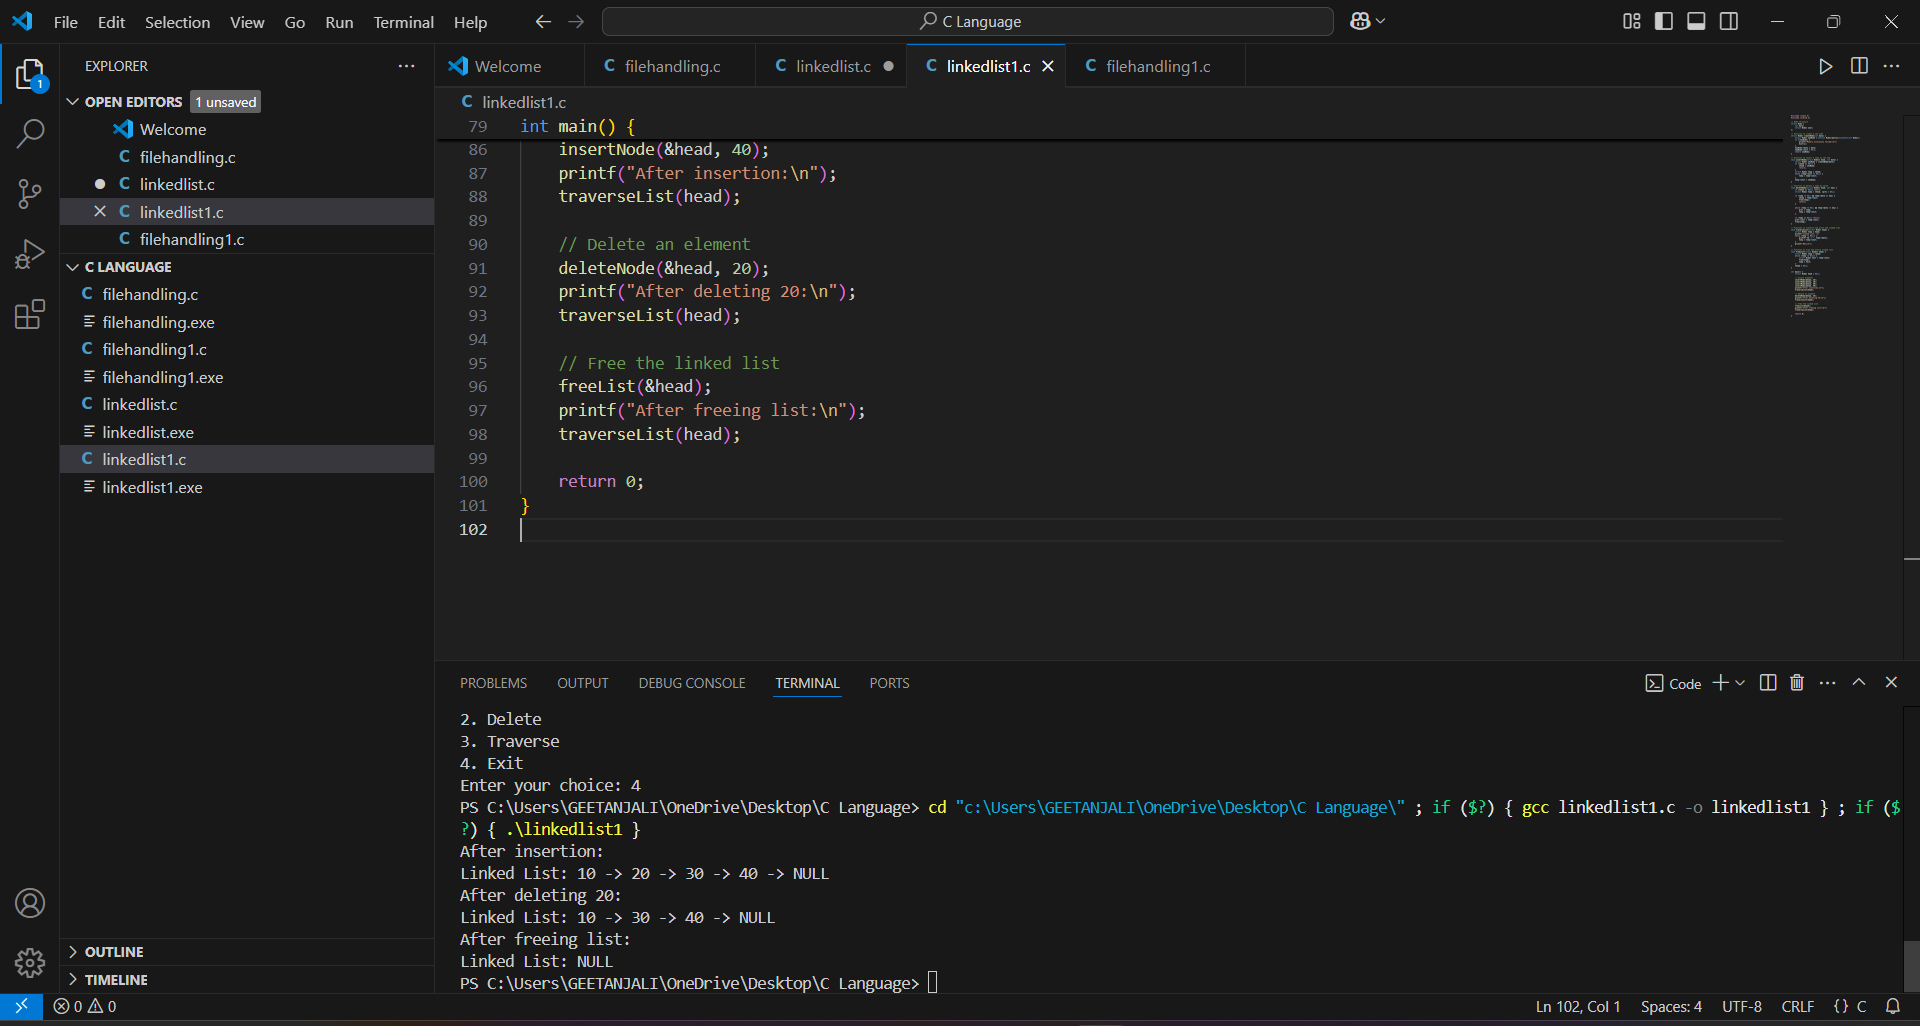 File Edit Selection View Go Run Terminal Help
C Language
EXPLORER
1
OPEN EDITORS 1 unsaved
Welcome
C filehandling.c
C linkedlist.c
C linkedlist1.c
C filehandling1.c
C LANGUAGE
C filehandling.c
filehandling.exe
C filehandling1.c
filehandling1.exe
C linkedlist.c
linkedlist.exe
C linkedlist1.c
linkedlist1.exe
OUTLINE
TIMELINE
Welcome C filehandling.c C linkedlist.c C linkedlist1.c C filehandling1.c
C linkedlist1.c
79 int main() {
86 insertNode(&head, 40);
87 printf("After insertion:\n");
88 traverseList(head);
89
90 // Delete an element
91 deleteNode(&head, 20);
92 printf("After deleting 20:\n");
93 traverseList(head);
94
95 // Free the linked list
96 freeList(&head);
97 printf("After freeing list:\n");
98 traverseList(head);
99
100 return 0;
101 }
102
PROBLEMS OUTPUT DEBUG CONSOLE TERMINAL PORTS
Code
2. Delete
3. Traverse
4. Exit
Enter your choice: 4
PS C:\Users\GEETANJALI\OneDrive\Desktop\C Language> cd "c:\Users\GEETANJALI\OneDrive\Desktop\C Language\" ; if ($?) { gcc linkedlist1.c -o linkedlist1 } ; if ($
?) { .\linkedlist1 }
After insertion:
Linked List: 10 -> 20 -> 30 -> 40 -> NULL
After deleting 20:
Linked List: 10 -> 30 -> 40 -> NULL
After freeing list:
Linked List: NULL
PS C:\Users\GEETANJALI\OneDrive\Desktop\C Language>
0 0
Ln 102, Col 1 Spaces: 4 UTF-8 CRLF {} C